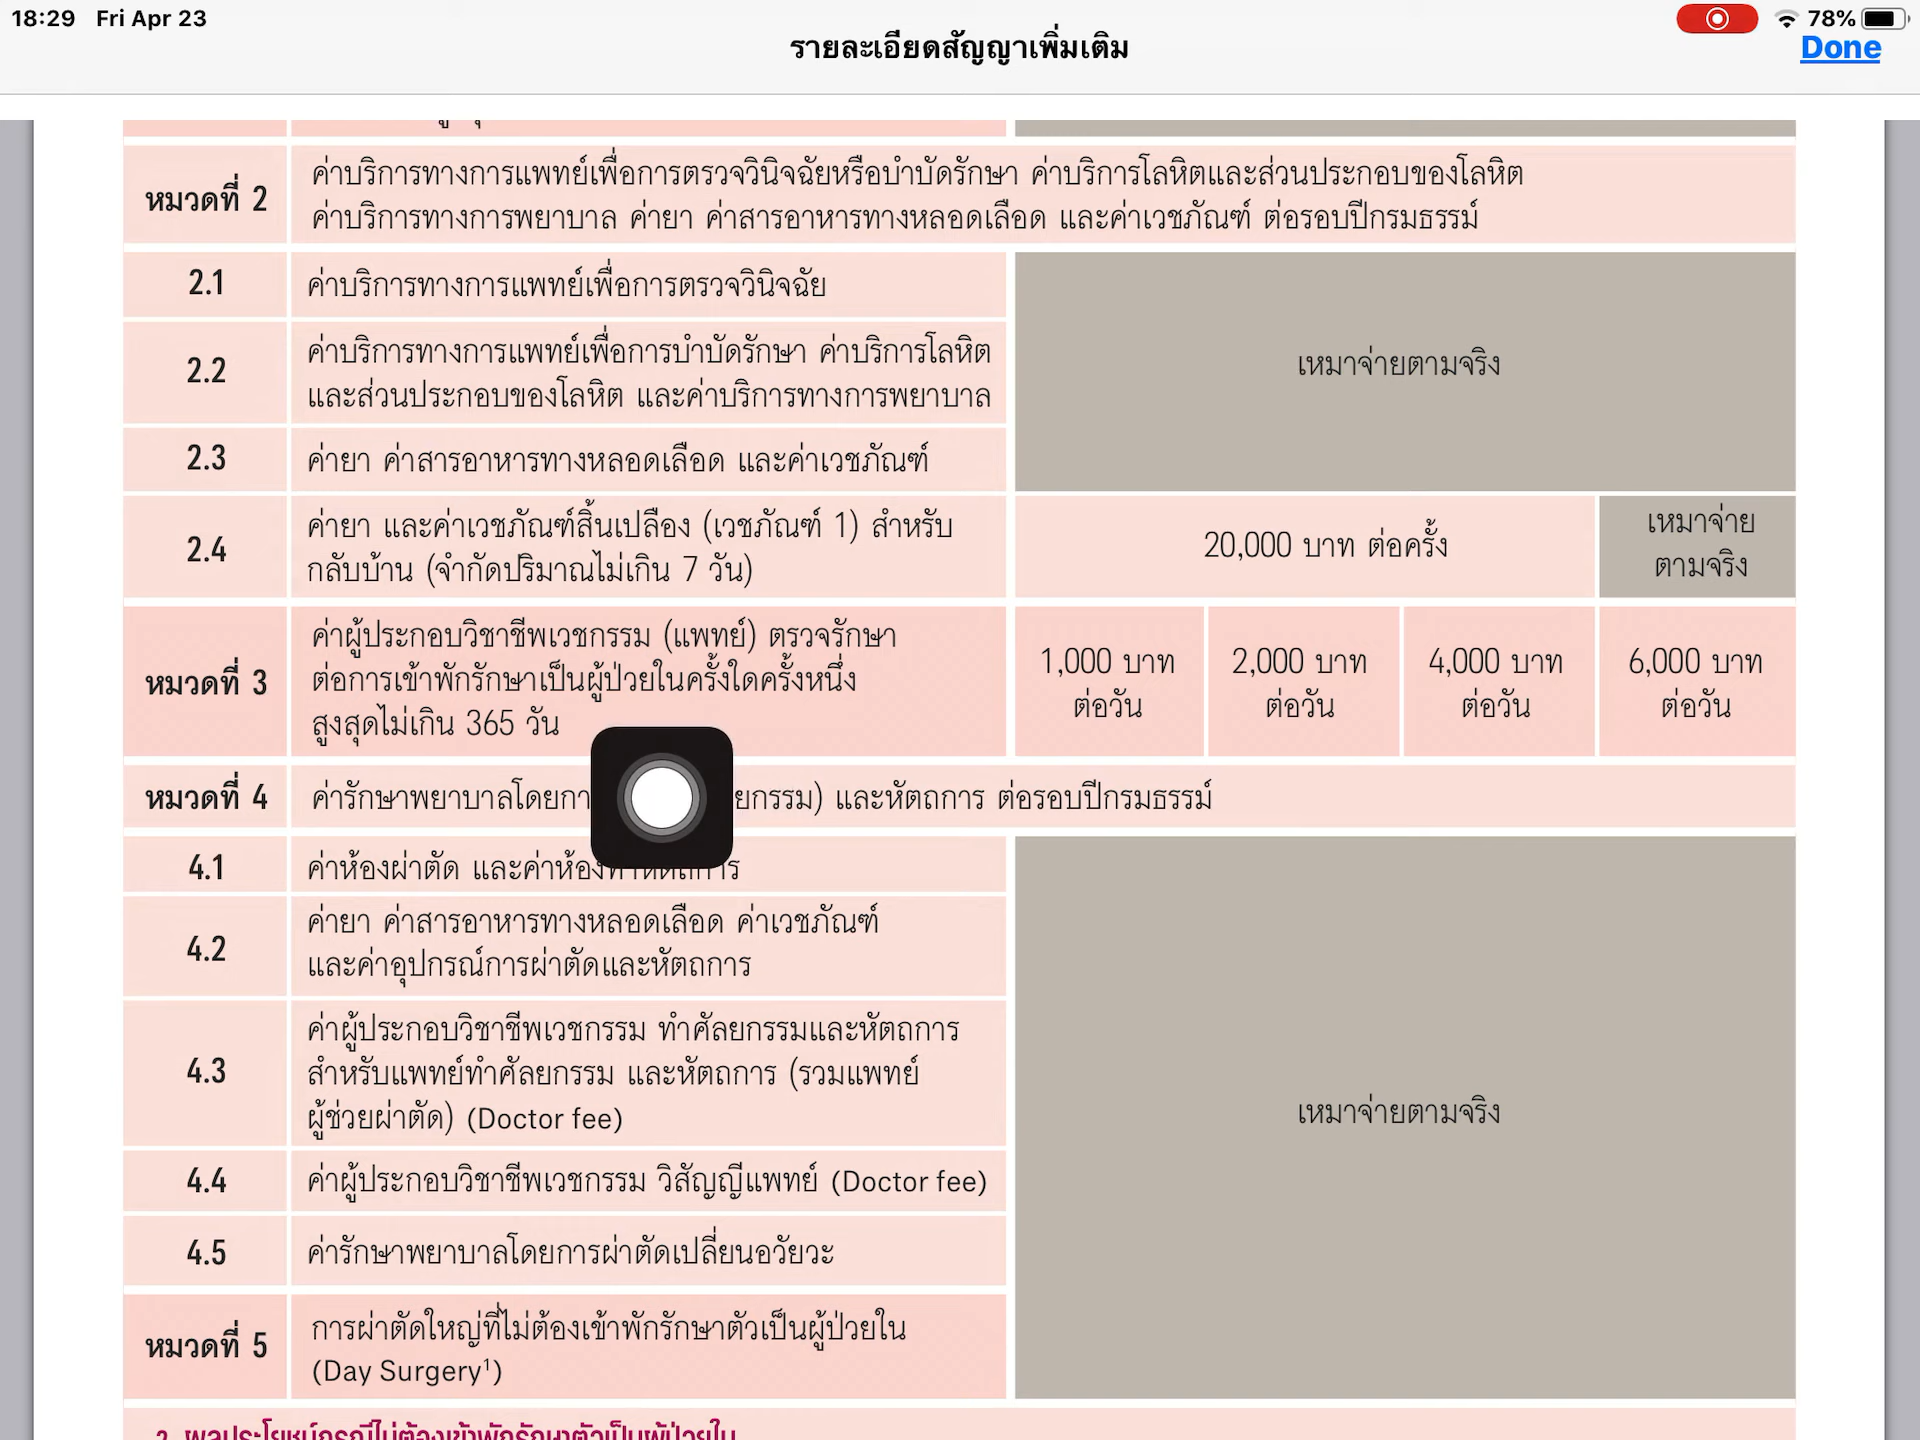 18:29 Fri Apr 23
78%
รายละเอียดสัญญาเพิ่มเติม
Done
หมวดที่ 2
ค่าบริการทางการแพทย์เพื่อการตรวจวินิจฉัยหรือบำบัดรักษา ค่าบริการโลหิตและส่วนประกอบของโลหิต
ค่าบริการทางการพยาบาล ค่ายา ค่าสารอาหารทางหลอดเลือด และค่าเวชภัณฑ์ ต่อรอบปีกรมธรรม์
2.1
ค่าบริการทางการแพทย์เพื่อการตรวจวินิจฉัย
2.2
ค่าบริการทางการแพทย์เพื่อการบำบัดรักษา ค่าบริการโลหิต
และส่วนประกอบของโลหิต และค่าบริการทางการพยาบาล
เหมาจ่ายตามจริง
2.3
ค่ายา ค่าสารอาหารทางหลอดเลือด และค่าเวชภัณฑ์
2.4
ค่ายา และค่าเวชภัณฑ์สิ้นเปลือง (เวชภัณฑ์ 1) สำหรับ
กลับบ้าน (จำกัดปริมาณไม่เกิน 7 วัน)
20,000 บาท ต่อครั้ง
เหมาจ่าย
ตามจริง
หมวดที่ 3
ค่าผู้ประกอบวิชาชีพเวชกรรม (แพทย์) ตรวจรักษา
ต่อการเข้าพักรักษาเป็นผู้ป่วยในครั้งใดครั้งหนึ่ง
สูงสุดไม่เกิน 365 วัน
1,000 บาท
ต่อวัน
2,000 บาท
ต่อวัน
4,000 บาท
ต่อวัน
6,000 บาท
ต่อวัน
หมวดที่ 4
ค่ารักษาพยาบาลโดยกา ยกรรม) และหัตถการ ต่อรอบปีกรมธรรม์
4.1
ค่าห้องผ่าตัด และค่าห้อง
4.2
ค่ายา ค่าสารอาหารทางหลอดเลือด ค่าเวชภัณฑ์
และค่าอุปกรณ์การผ่าตัดและหัตถการ
4.3
ค่าผู้ประกอบวิชาชีพเวชกรรม ทำศัลยกรรมและหัตถการ
สำหรับแพทย์ทำศัลยกรรม และหัตถการ (รวมแพทย์
ผู้ช่วยผ่าตัด) (Doctor fee)
เหมาจ่ายตามจริง
4.4
ค่าผู้ประกอบวิชาชีพเวชกรรม วิสัญญีแพทย์ (Doctor fee)
4.5
ค่ารักษาพยาบาลโดยการผ่าตัดเปลี่ยนอวัยวะ
หมวดที่ 5
การผ่าตัดใหญ่ที่ไม่ต้องเข้าพักรักษาตัวเป็นผู้ป่วยใน
(Day Surgery¹)
2. ผลประโยชน์กรณีไม่ต้องเข้าพักรักษาตัวเป็นผู้ป่วยใน